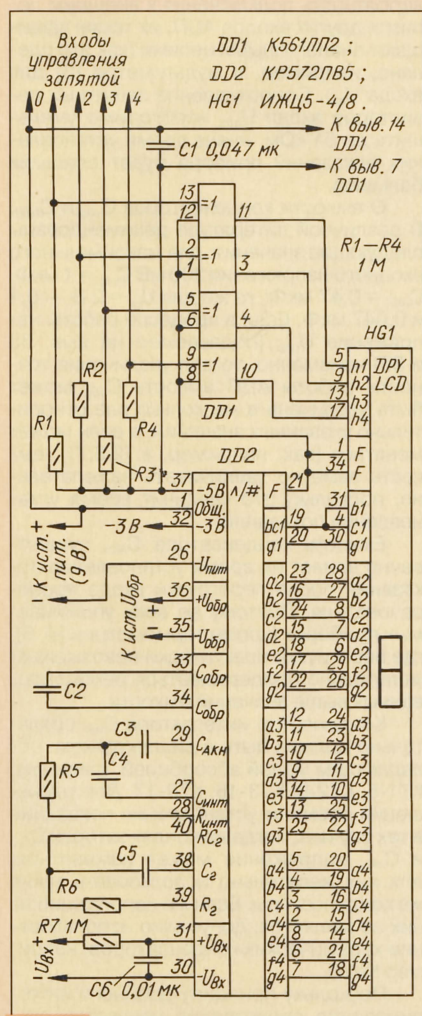 Входы
управления
запятой
0 1 2 3 4
DD1 К561ЛП2 ;
DD2 КР572ПВ5 ;
HG1 ИЖЦ5-4/8 .
К выв. 14
DD1
C1 0,047 мк
К выв. 7
DD1
13 =1 11
12
2 =1 3
1
5 =1 4
6
9 =1 10
8
DD1
R1—R4
1 М
HG1
DPY
LCD
5 h1
9 h2
13 h3
17 h4
1 F
34 F
R2
R1
R4
R3
DD2
Λ/#
37 -5В F 21
1 Общ.
32 -3В
-3В
+
К ист.
пит.
(9 В)
-
26 -Uпит
36 +Uобр
К ист. Uобр
+
-
35 -Uобр
33 Cобр
C2
34 Cобр
29 CАКН
C3
C4
R5
27 Cинт
28 Rинт
40 RCг
C5
38 Cг
R6
39 Rг
R7 1М
31 +Uвх
+
Uвх
-
30 -Uвх
C6 0,01 мк
31 b1
bc1 19 4 c1
g1 20 30 g1
a2 23 28 a2
b2 16 27 b2
c2 24 8 c2
d2 15 7 d2
e2 18 6 e2
f2 17 29 f2
g2 22 26 g2
a3 12 24 a3
b3 11 23 b3
c3 10 12 c3
d3 9 11 d3
e3 14 10 e3
f3 13 25 f3
g3 25 22 g3
a4 5 20 a4
b4 4 19 b4
c4 3 16 c4
d4 2 15 d4
e4 8 14 e4
f4 6 21 f4
g4 7 18 g4